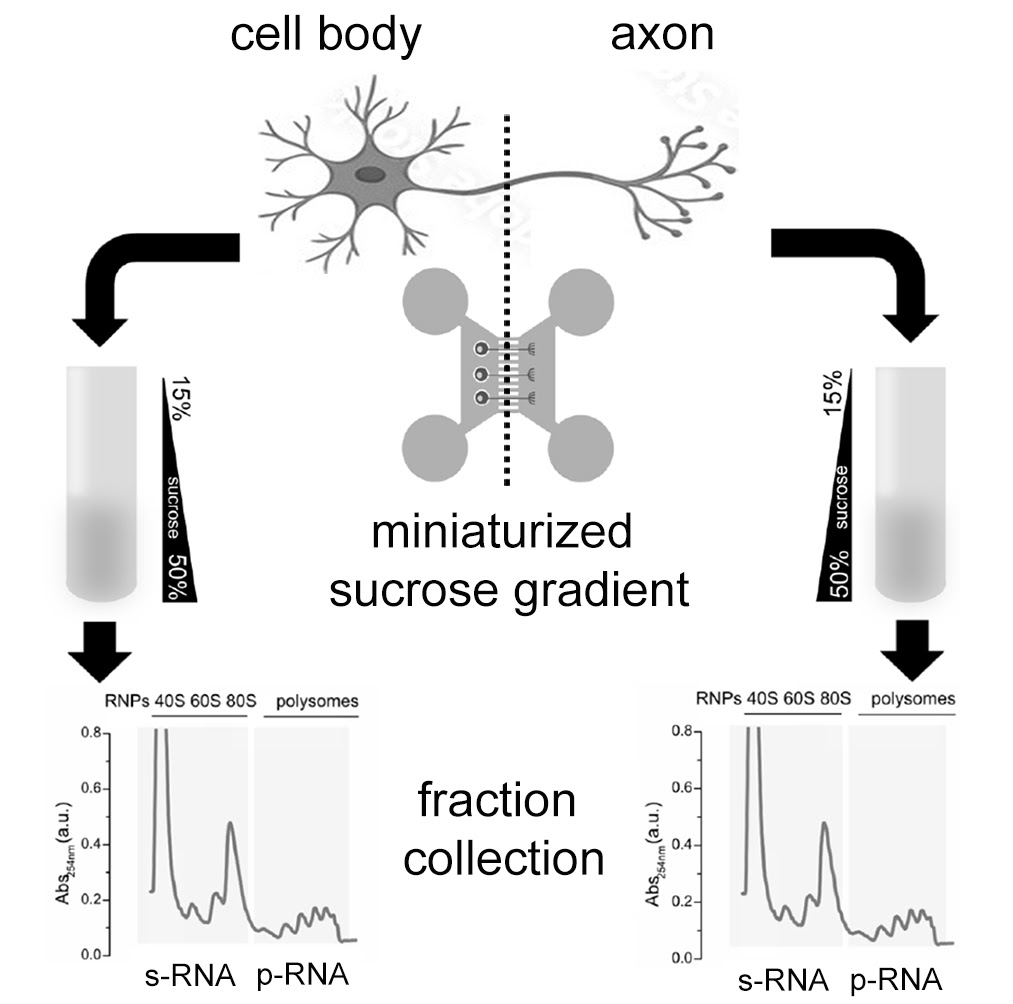 cell body
axon
15%
sucrose
50%
15%
sucrose
50%
miniaturized
sucrose gradient
RNPs 40S 60S 80S polysomes
0.8
0.6
0.4
0.2
0.0
Abs254nm(a.u.)
s-RNA p-RNA
fraction
collection
RNPs 40S 60S 80S polysomes
0.8
0.6
0.4
0.2
0.0
Abs254nm(a.u.)
s-RNA p-RNA